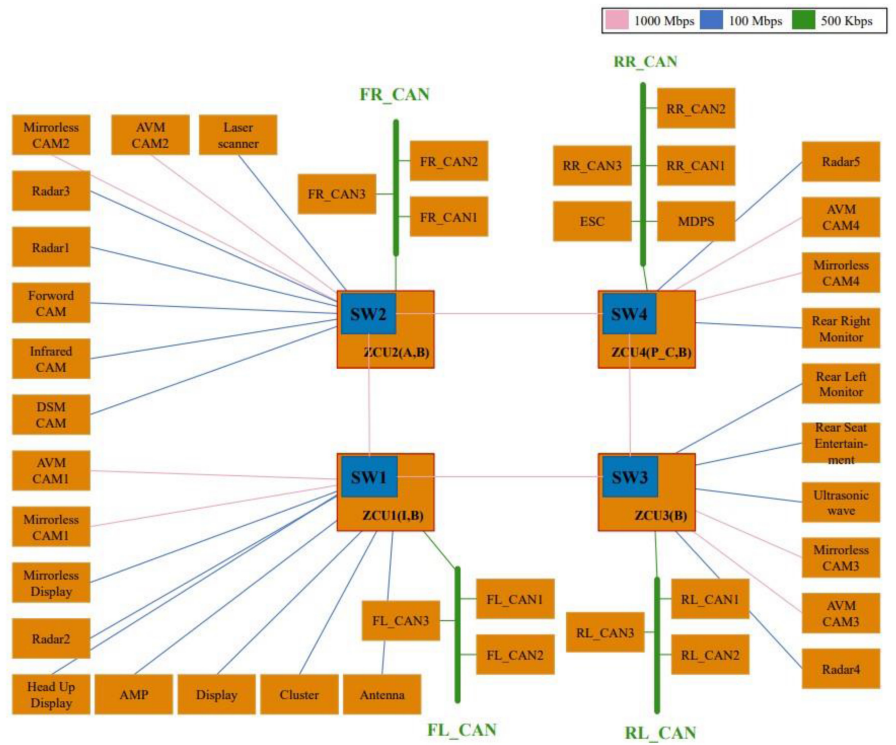 1000 Mbps
100 Mbps
500 Kbps
RR_CAN
FR_CAN
Mirrorless
CAM2
AVM
CAM2
Laser
scanner
RR_CAN2
FR_CAN2
RR_CAN3
RR_CAN1
Radar5
Radar3
FR_CAN3
FR_CAN1
ESC
MDPS
AVM
CAM4
Radar1
Mirrorless
CAM4
Forword
CAM
SW2
ZCU2(A,B)
SW4
ZCU4(P_C,B)
Rear Right
Monitor
Infrared
CAM
Rear Left
Monitor
DSM
CAM
Rear Seat
Entertain-
ment
AVM
CAM1
SW1
ZCU1(I,B)
SW3
ZCU3(B)
Ultrasonic
wave
Mirrorless
CAM1
Mirrorless
CAM3
Mirrorless
Display
FL_CAN1
RL_CAN1
AVM
CAM3
FL_CAN3
RL_CAN3
Radar2
FL_CAN2
RL_CAN2
Radar4
Head Up
Display
AMP
Display
Cluster
Antenna
FL_CAN
RL_CAN